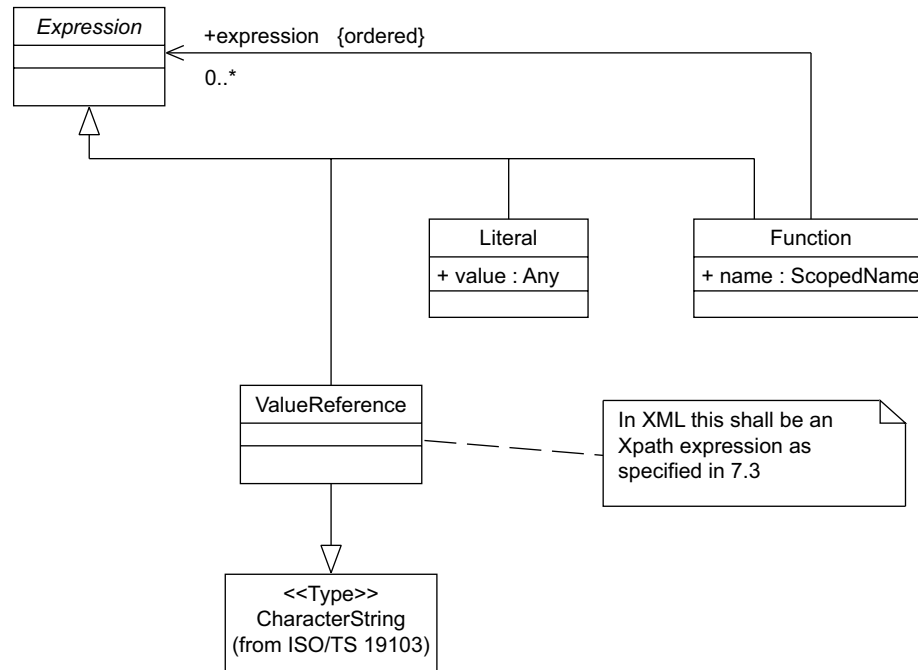 Expression
+expression {ordered}
0..*
Literal
+ value : Any
Function
+ name : ScopedName
ValueReference
In XML this shall be an
Xpath expression as
specified in 7.3
<<Type>>
CharacterString
(from ISO/TS 19103)